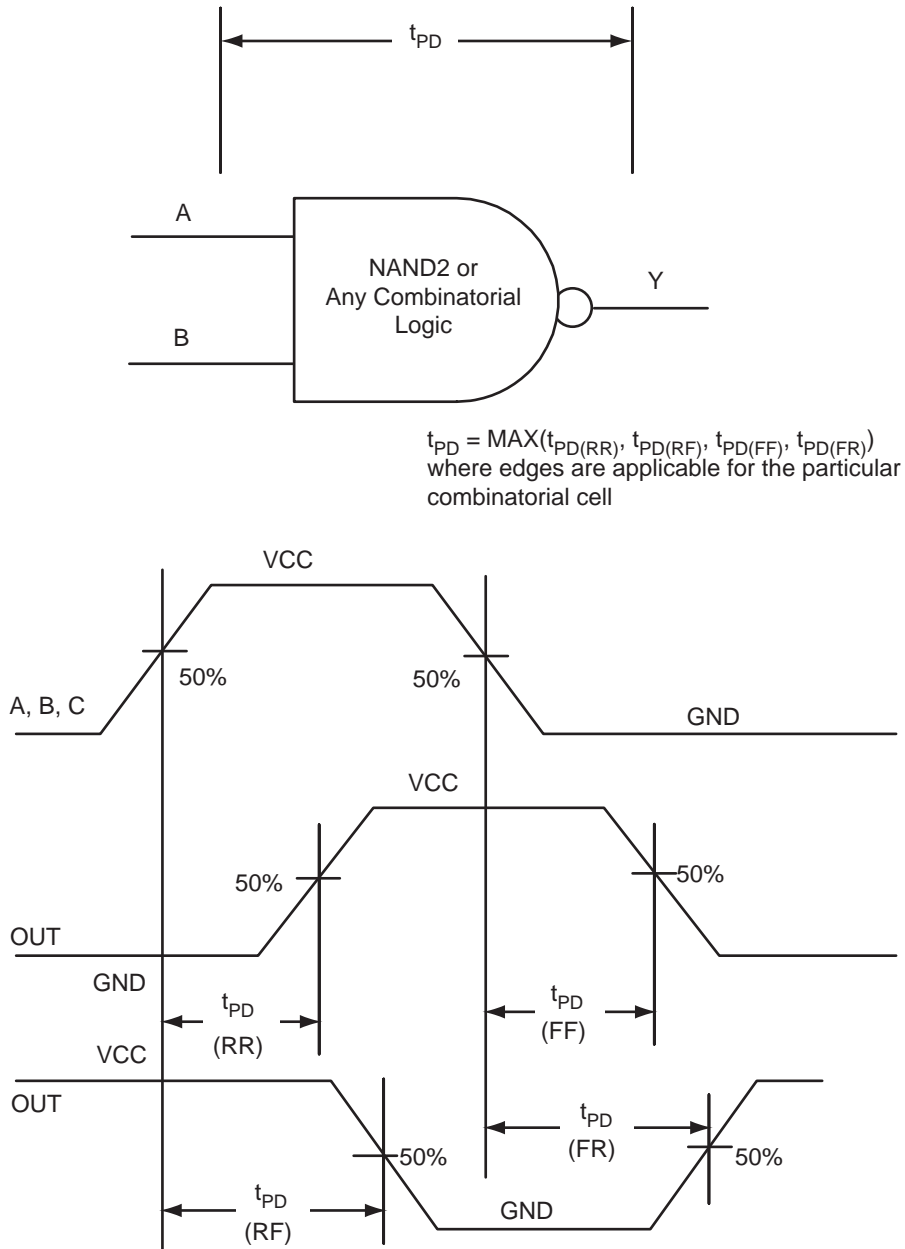 tPD
A
NAND2 or
Any Combinatorial
Logic
Y
B
tPD = MAX(tPD(RR), tPD(RF), tPD(FF), tPD(FR))
where edges are applicable for the particular
combinatorial cell
VCC
50%
50%
A, B, C
GND
VCC
50%
50%
OUT
GND
tPD
(RR)
tPD
(FF)
VCC
OUT
tPD
(FR)
50%
50%
tPD
(RF)
GND